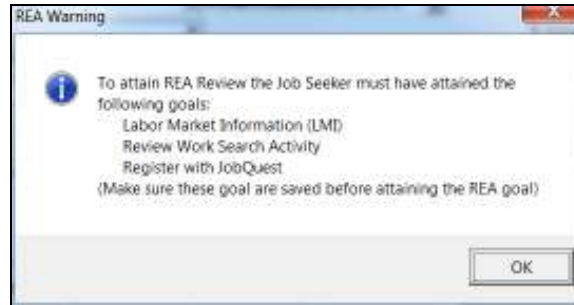 REA Warning
To attain REA Review the Job Seeker must have attained the
following goals:
Labor Market Information (LMI)
Review Work Search Activity
Register with JobQuest
(Make sure these goal are saved before attaining the REA goal)
OK